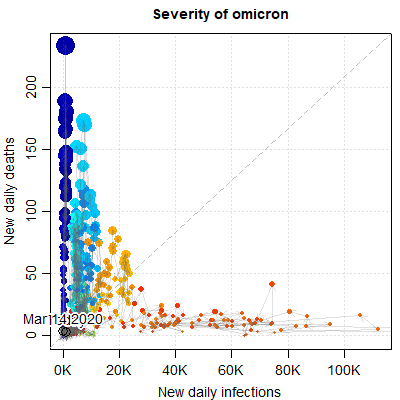 Severity of omicron
New daily deaths
200
150
100
50
0
Mar 14 2020
0K 20K 40K 60K 80K 100K
New daily infections